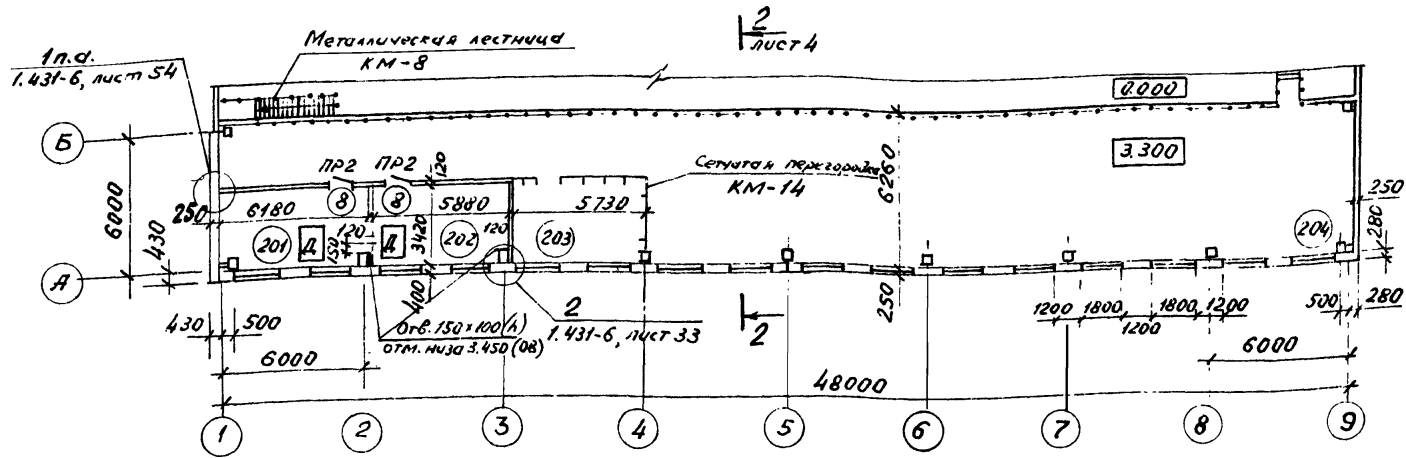 2
лист 4
Металлическая лестница
КМ-8
1п.д.
1.431-6, лист 54
0.000
Б
3.300
ПР2 ПР2
120
Сетчатая перегородка
КМ-14
6260
6000
8 8
250
6180
5880
5730
250
430
201
Д
120
150
Д
3420
202
120
203
204
280
А
400
250
430
500
Отв. 150×100(h)
отм. низа 3.450 (ОВ)
2
1.431-6, лист 33
2
1200 1800 1800 1200
1200
500
280
6000
6000
48000
1 2 3 4 5 6 7 8 9